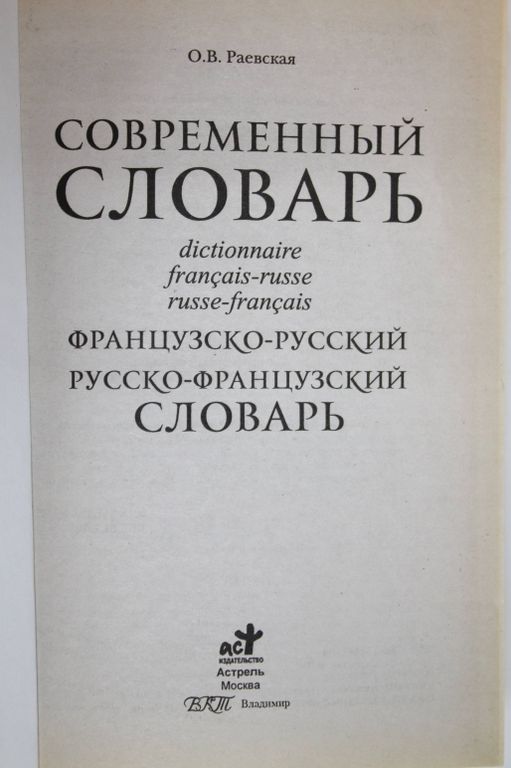 О.В. Раевская
СОВРЕМЕННЫЙ
СЛОВАРЬ
dictionnaire
français-russe
russe-français
ФРАНЦУЗСКО-РУССКИЙ
РУССКО-ФРАНЦУЗСКИЙ
СЛОВАРЬ
аст
ИЗДАТЕЛЬСТВО
Астрель
Москва
ВКТ Владимир